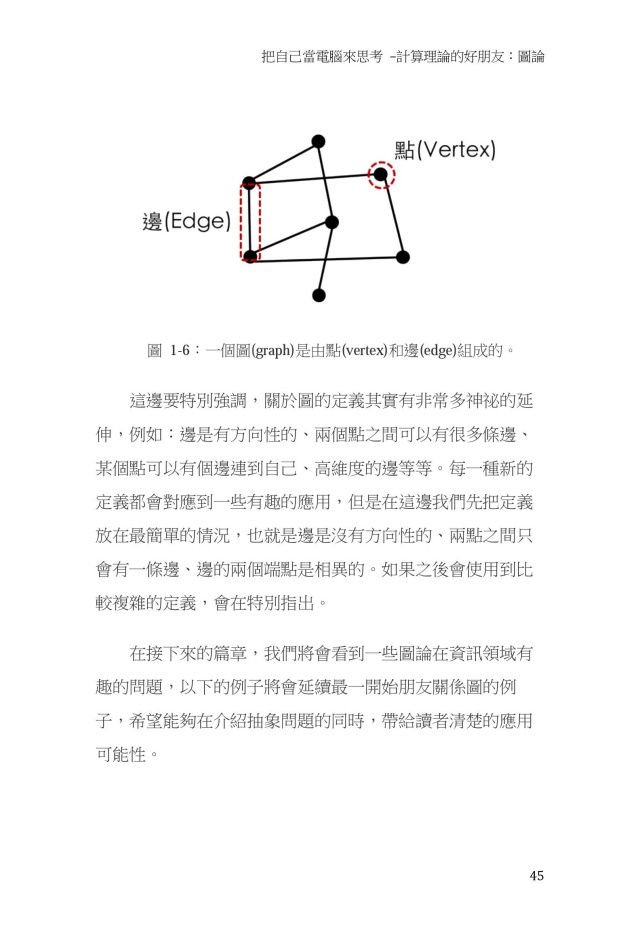 把自己當電腦來思考 –計算理論的好朋友：圖論
點(Vertex)
邊(Edge)
圖 1-6：一個圖(graph)是由點(vertex)和邊(edge)組成的。
這邊要特別強調，關於圖的定義其實有非常多神祕的延
伸，例如：邊是有方向性的、兩個點之間可以有很多條邊、
某個點可以有個邊連到自己、高維度的邊等等。每一種新的
定義都會對應到一些有趣的應用，但是在這邊我們先把定義
放在最簡單的情況，也就是邊是沒有方向性的、兩點之間只
會有一條邊、邊的兩個端點是相異的。如果之後會使用到比
較複雜的定義，會在特別指出。
在接下來的篇章，我們將會看到一些圖論在資訊領域有
趣的問題，以下的例子將會延續最一開始朋友關係圖的例
子，希望能夠在介紹抽象問題的同時，帶給讀者清楚的應用
可能性。
45